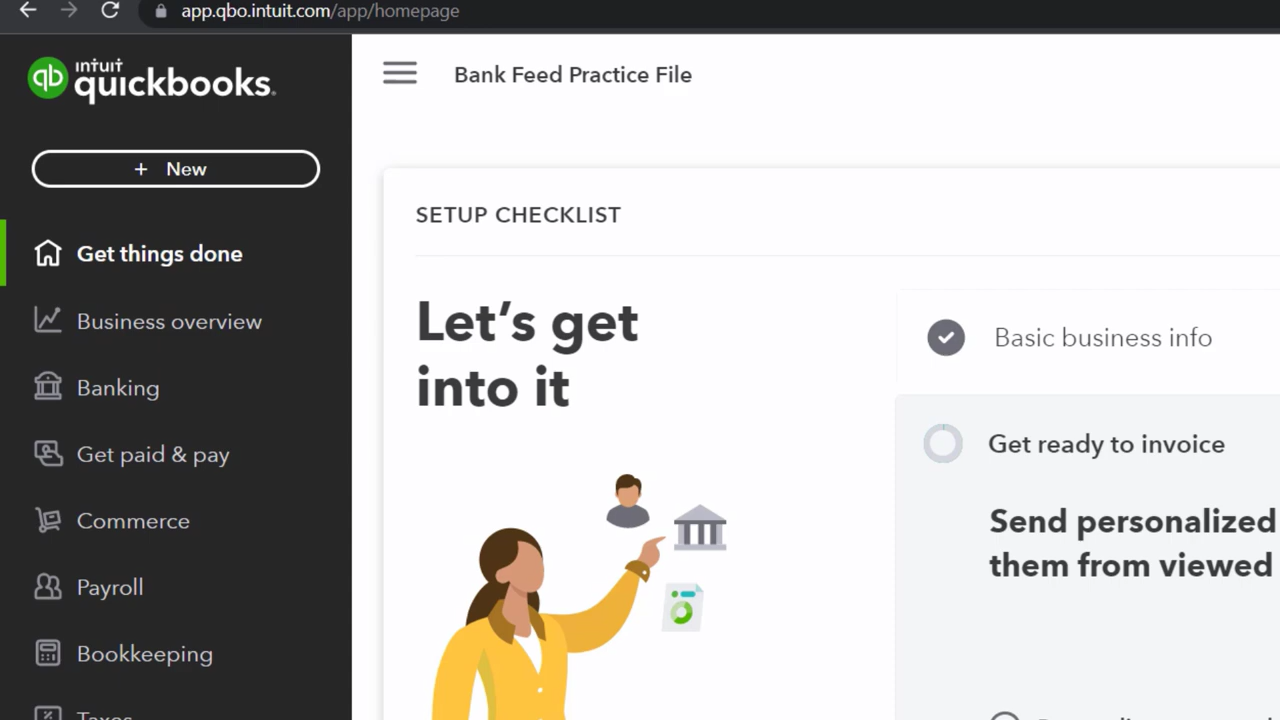 app.qbo.intuit.com/app/homepage
intuit
quickbooks.
Bank Feed Practice File
+ New
SETUP CHECKLIST
Get things done
Business overview
Banking
Get paid & pay
Commerce
Payroll
Bookkeeping
Taxes
Let's get
into it
Basic business info
Get ready to invoice
Send personalized
them from viewed